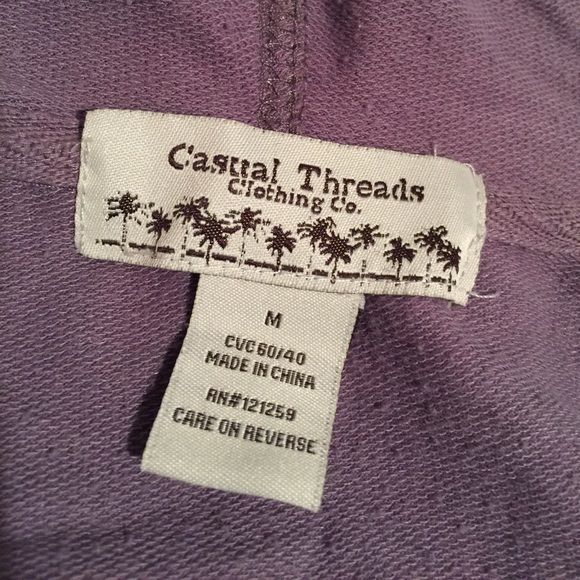 Casual Threads
Clothing Co.
M
CVC 60/40
MADE IN CHINA
RN#121259
CARE ON REVERSE